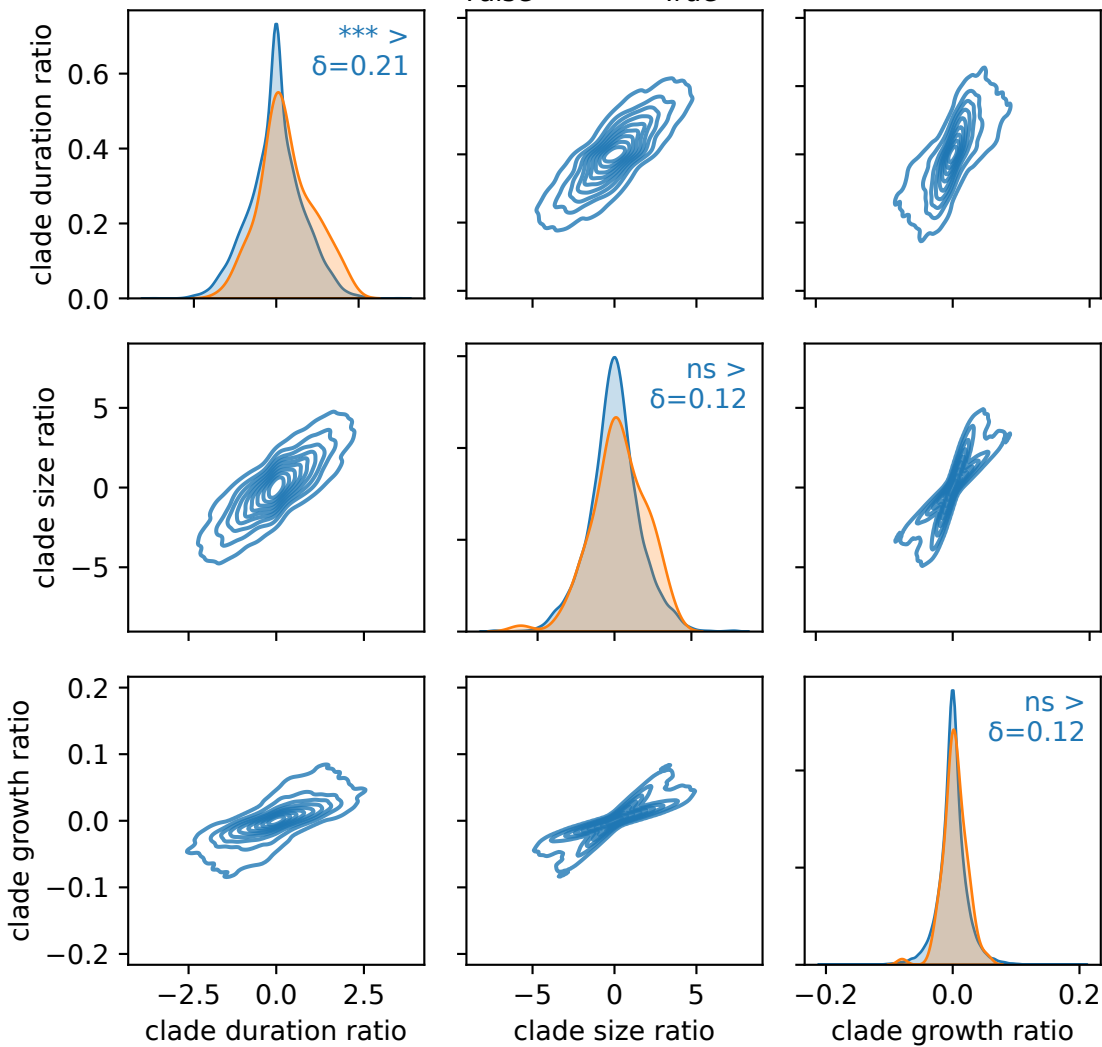 clade duration ratio
0.6
0.4
0.2
0.0
*** >
δ=0.21
clade size ratio
5
0
−5
ns >
δ=0.12
clade growth ratio
0.2
0.1
0.0
−0.1
−0.2
ns >
δ=0.12
−2.5 0.0 2.5
clade duration ratio
−5 0 5
clade size ratio
−0.2 0.0 0.2
clade growth ratio